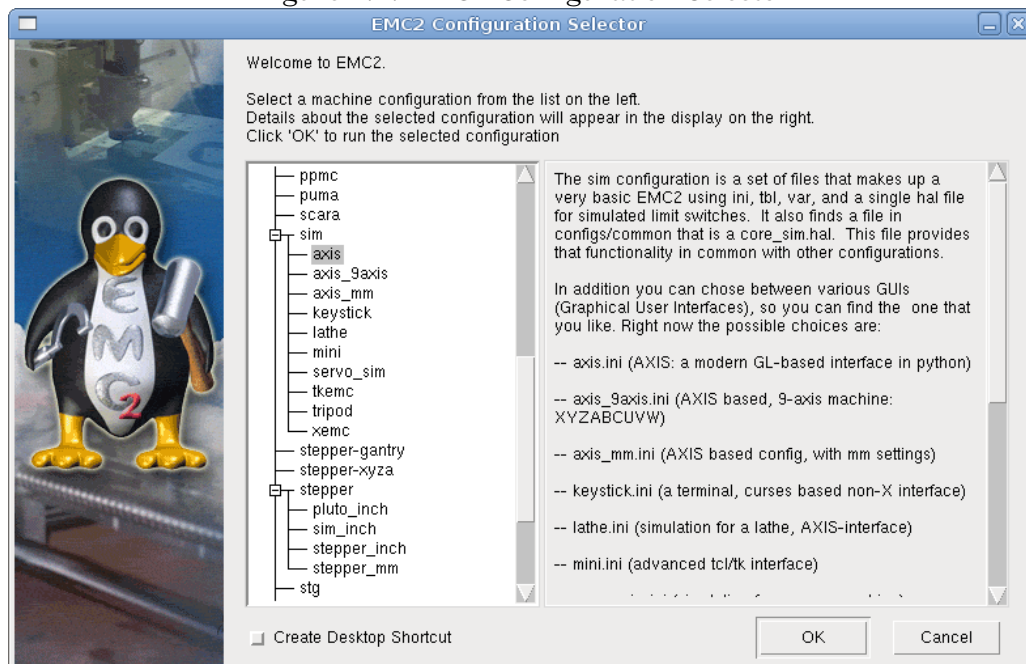 EMC2 Configuration Selector
Welcome to EMC2.
Select a machine configuration from the list on the left.
Details about the selected configuration will appear in the display on the right.
Click 'OK' to run the selected configuration
ppmc
puma
scara
sim
axis
axis_9axis
axis_mm
keystick
lathe
mini
servo_sim
tkemc
tripod
xemc
stepper-gantry
stepper-xyza
stepper
pluto_inch
sim_inch
stepper_inch
stepper_mm
stg
The sim configuration is a set of files that makes up a
very basic EMC2 using ini, tbl, var, and a single hal file
for simulated limit switches.  It also finds a file in
configs/common that is a core_sim.hal.  This file provides
that functionality in common with other configurations.
In addition you can chose between various GUIs
(Graphical User Interfaces), so you can find the  one that
you like. Right now the possible choices are:
-- axis.ini (AXIS: a modern GL-based interface in python)
-- axis_9axis.ini (AXIS based, 9-axis machine:
XYZABCUVW)
-- axis_mm.ini (AXIS based config, with mm settings)
-- keystick.ini (a terminal, curses based non-X interface)
-- lathe.ini (simulation for a lathe, AXIS-interface)
-- mini.ini (advanced tcl/tk interface)
EMC2
Create Desktop Shortcut
OK
Cancel